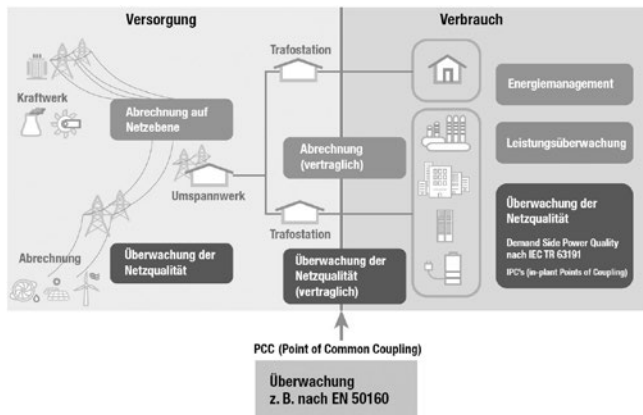 Versorgung
Verbrauch
Trafostation
Kraftwerk
Abrechnung auf
Netzebene
Umspannwerk
Abrechnung
(vertraglich)
Trafostation
Abrechnung
Überwachung der
Netzqualität
Überwachung der
Netzqualität
(vertraglich)
Energiemanagement
Leistungsüberwachung
Überwachung der
Netzqualität
Demand Side Power Quality
nach IEC TR 63191
IPC's (in-plant Points of Coupling)
PCC (Point of Common Coupling)
Überwachung
z. B. nach EN 50160